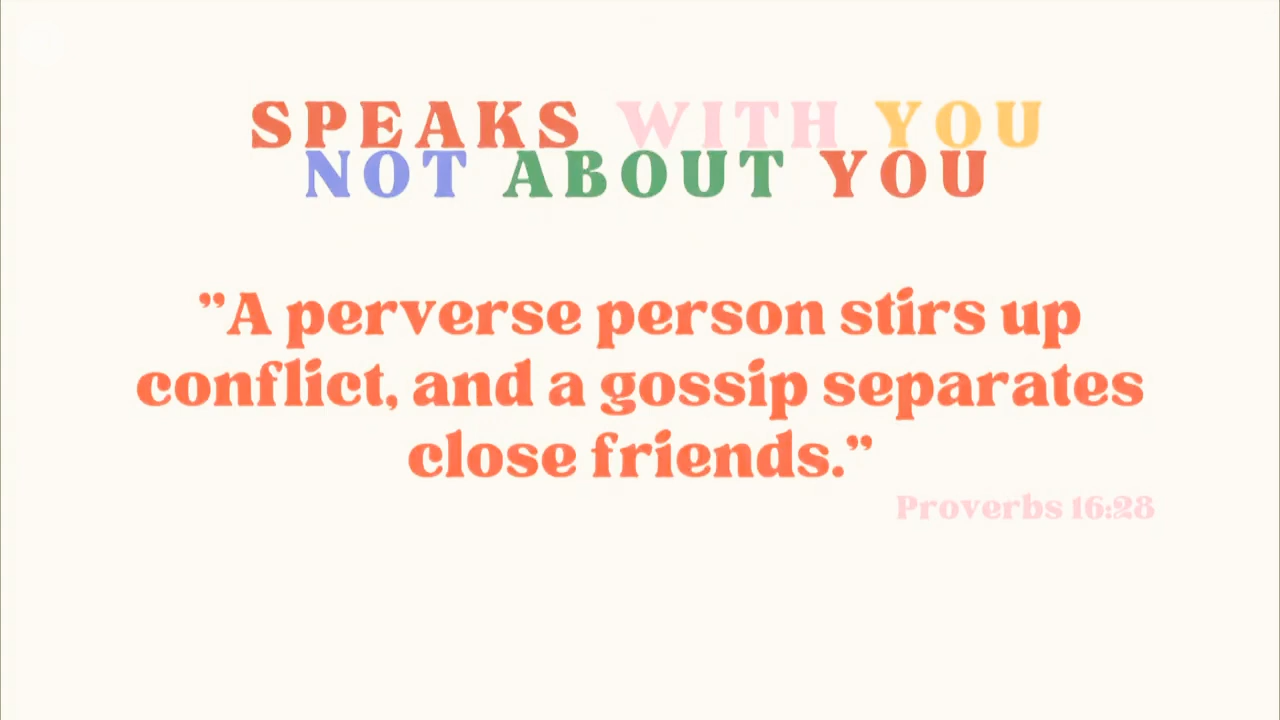 SPEAKS WITH YOU
NOT ABOUT YOU
”A perverse person stirs up
conflict, and a gossip separates
close friends.”
Proverbs 16:28